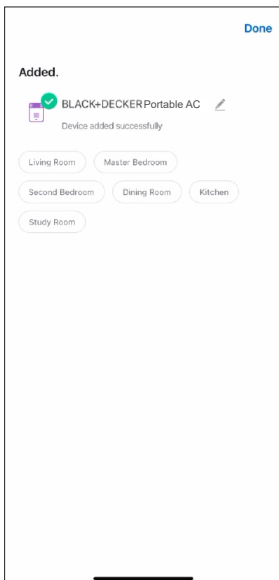 Done
Added.
BLACK+DECKER Portable AC
Device added successfully
Living Room Master Bedroom
Second Bedroom Dining Room Kitchen
Study Room